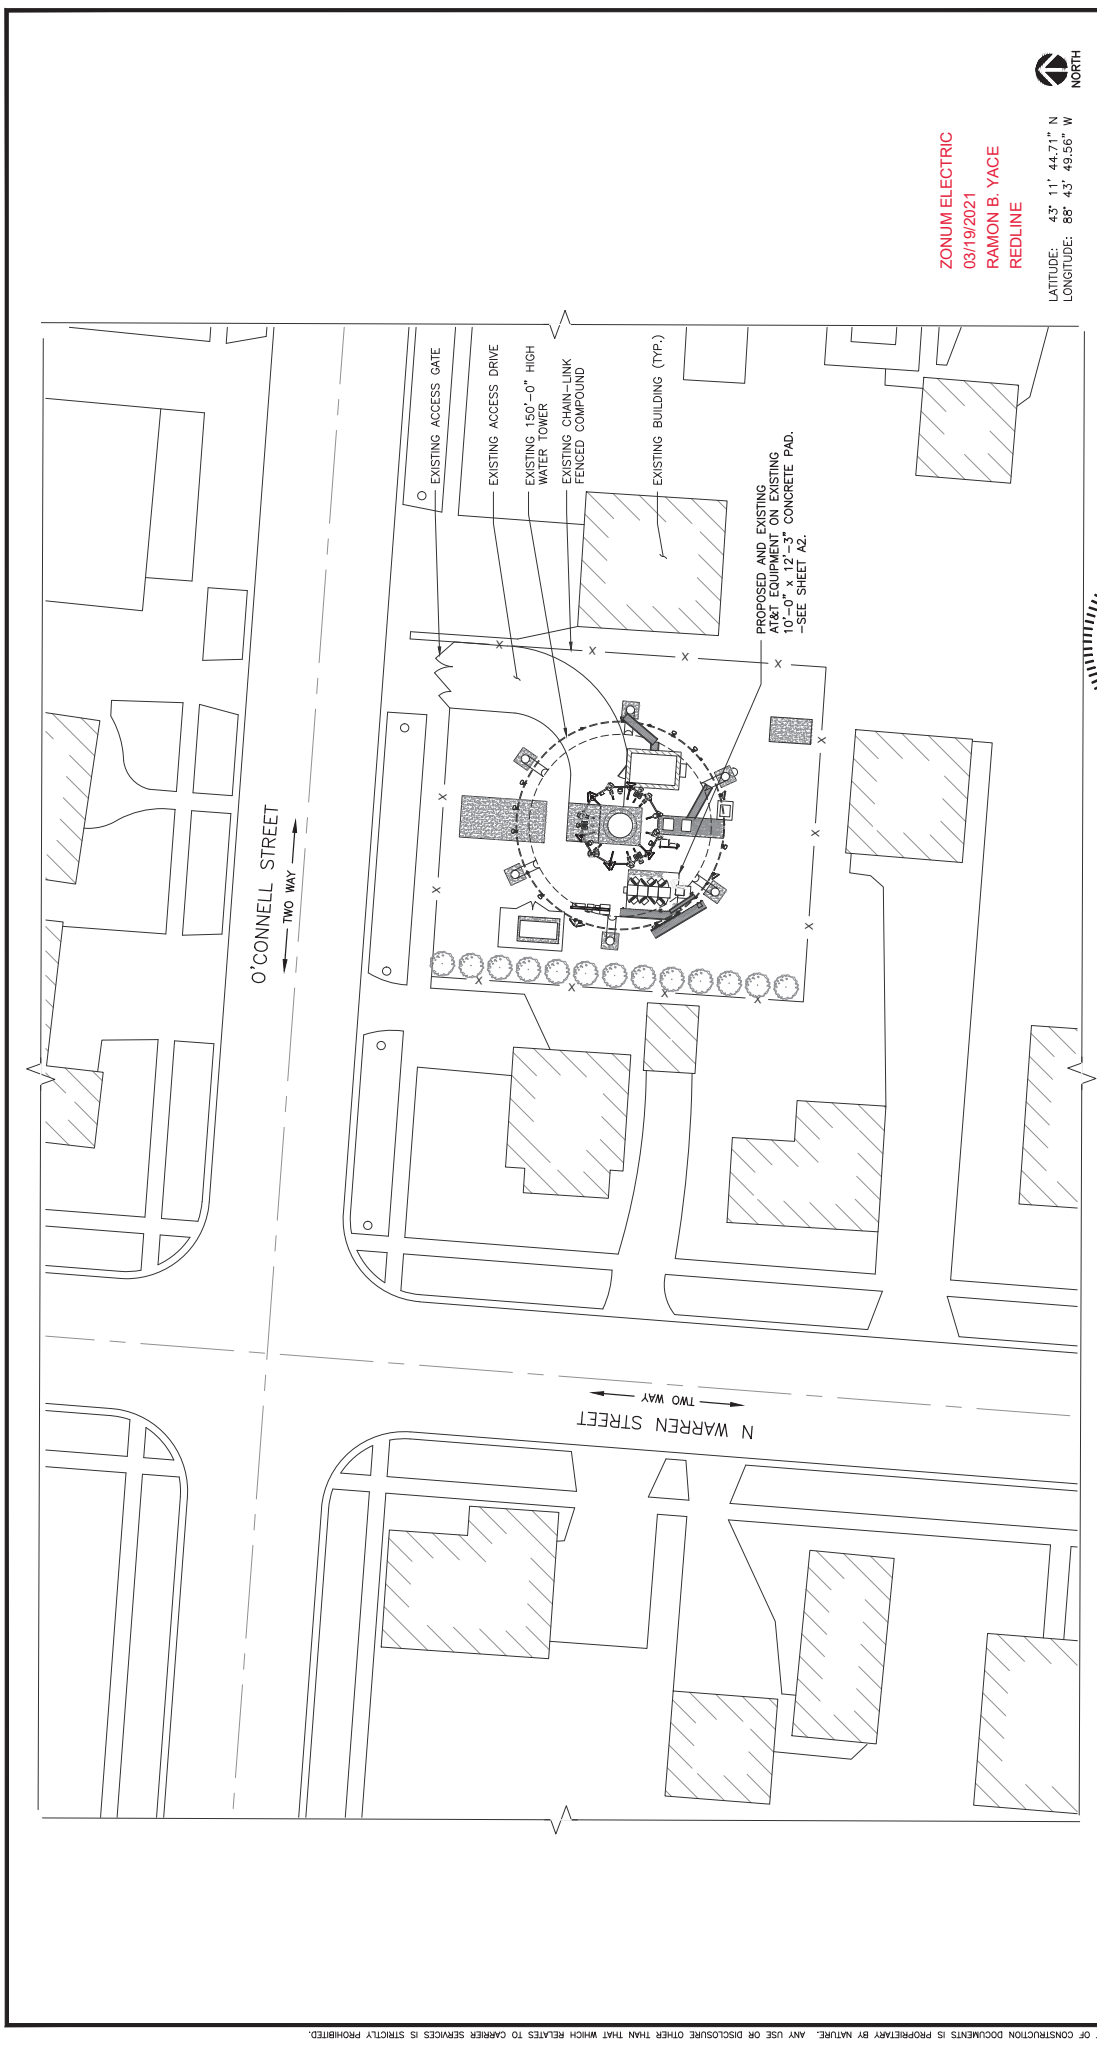 O'CONNELL STREET
TWO WAY
EXISTING ACCESS GATE
EXISTING ACCESS DRIVE
EXISTING 150'-0" HIGH
WATER TOWER
EXISTING CHAIN-LINK
FENCED COMPOUND
EXISTING BUILDING (TYP.)
PROPOSED AND EXISTING
AT&T EQUIPMENT ON EXISTING
10'-0" x 12'-3" CONCRETE PAD.
-SEE SHEET A2.
N WARREN STREET
TWO WAY
ZONUM ELECTRIC
03/19/2021
RAMON B. YACE
REDLINE
LATITUDE: 43° 11' 44.71" N
LONGITUDE: 88° 43' 49.56" W
NORTH
X
X
X
X
X
X
X
X
X
X
X
X
X
OF CONSTRUCTION DOCUMENTS IS PROPRIETARY BY NATURE. ANY USE OR DISCLOSURE OTHER THAN THAT WHICH RELATES TO CARRIER SERVICES IS STRICTLY PROHIBITED.